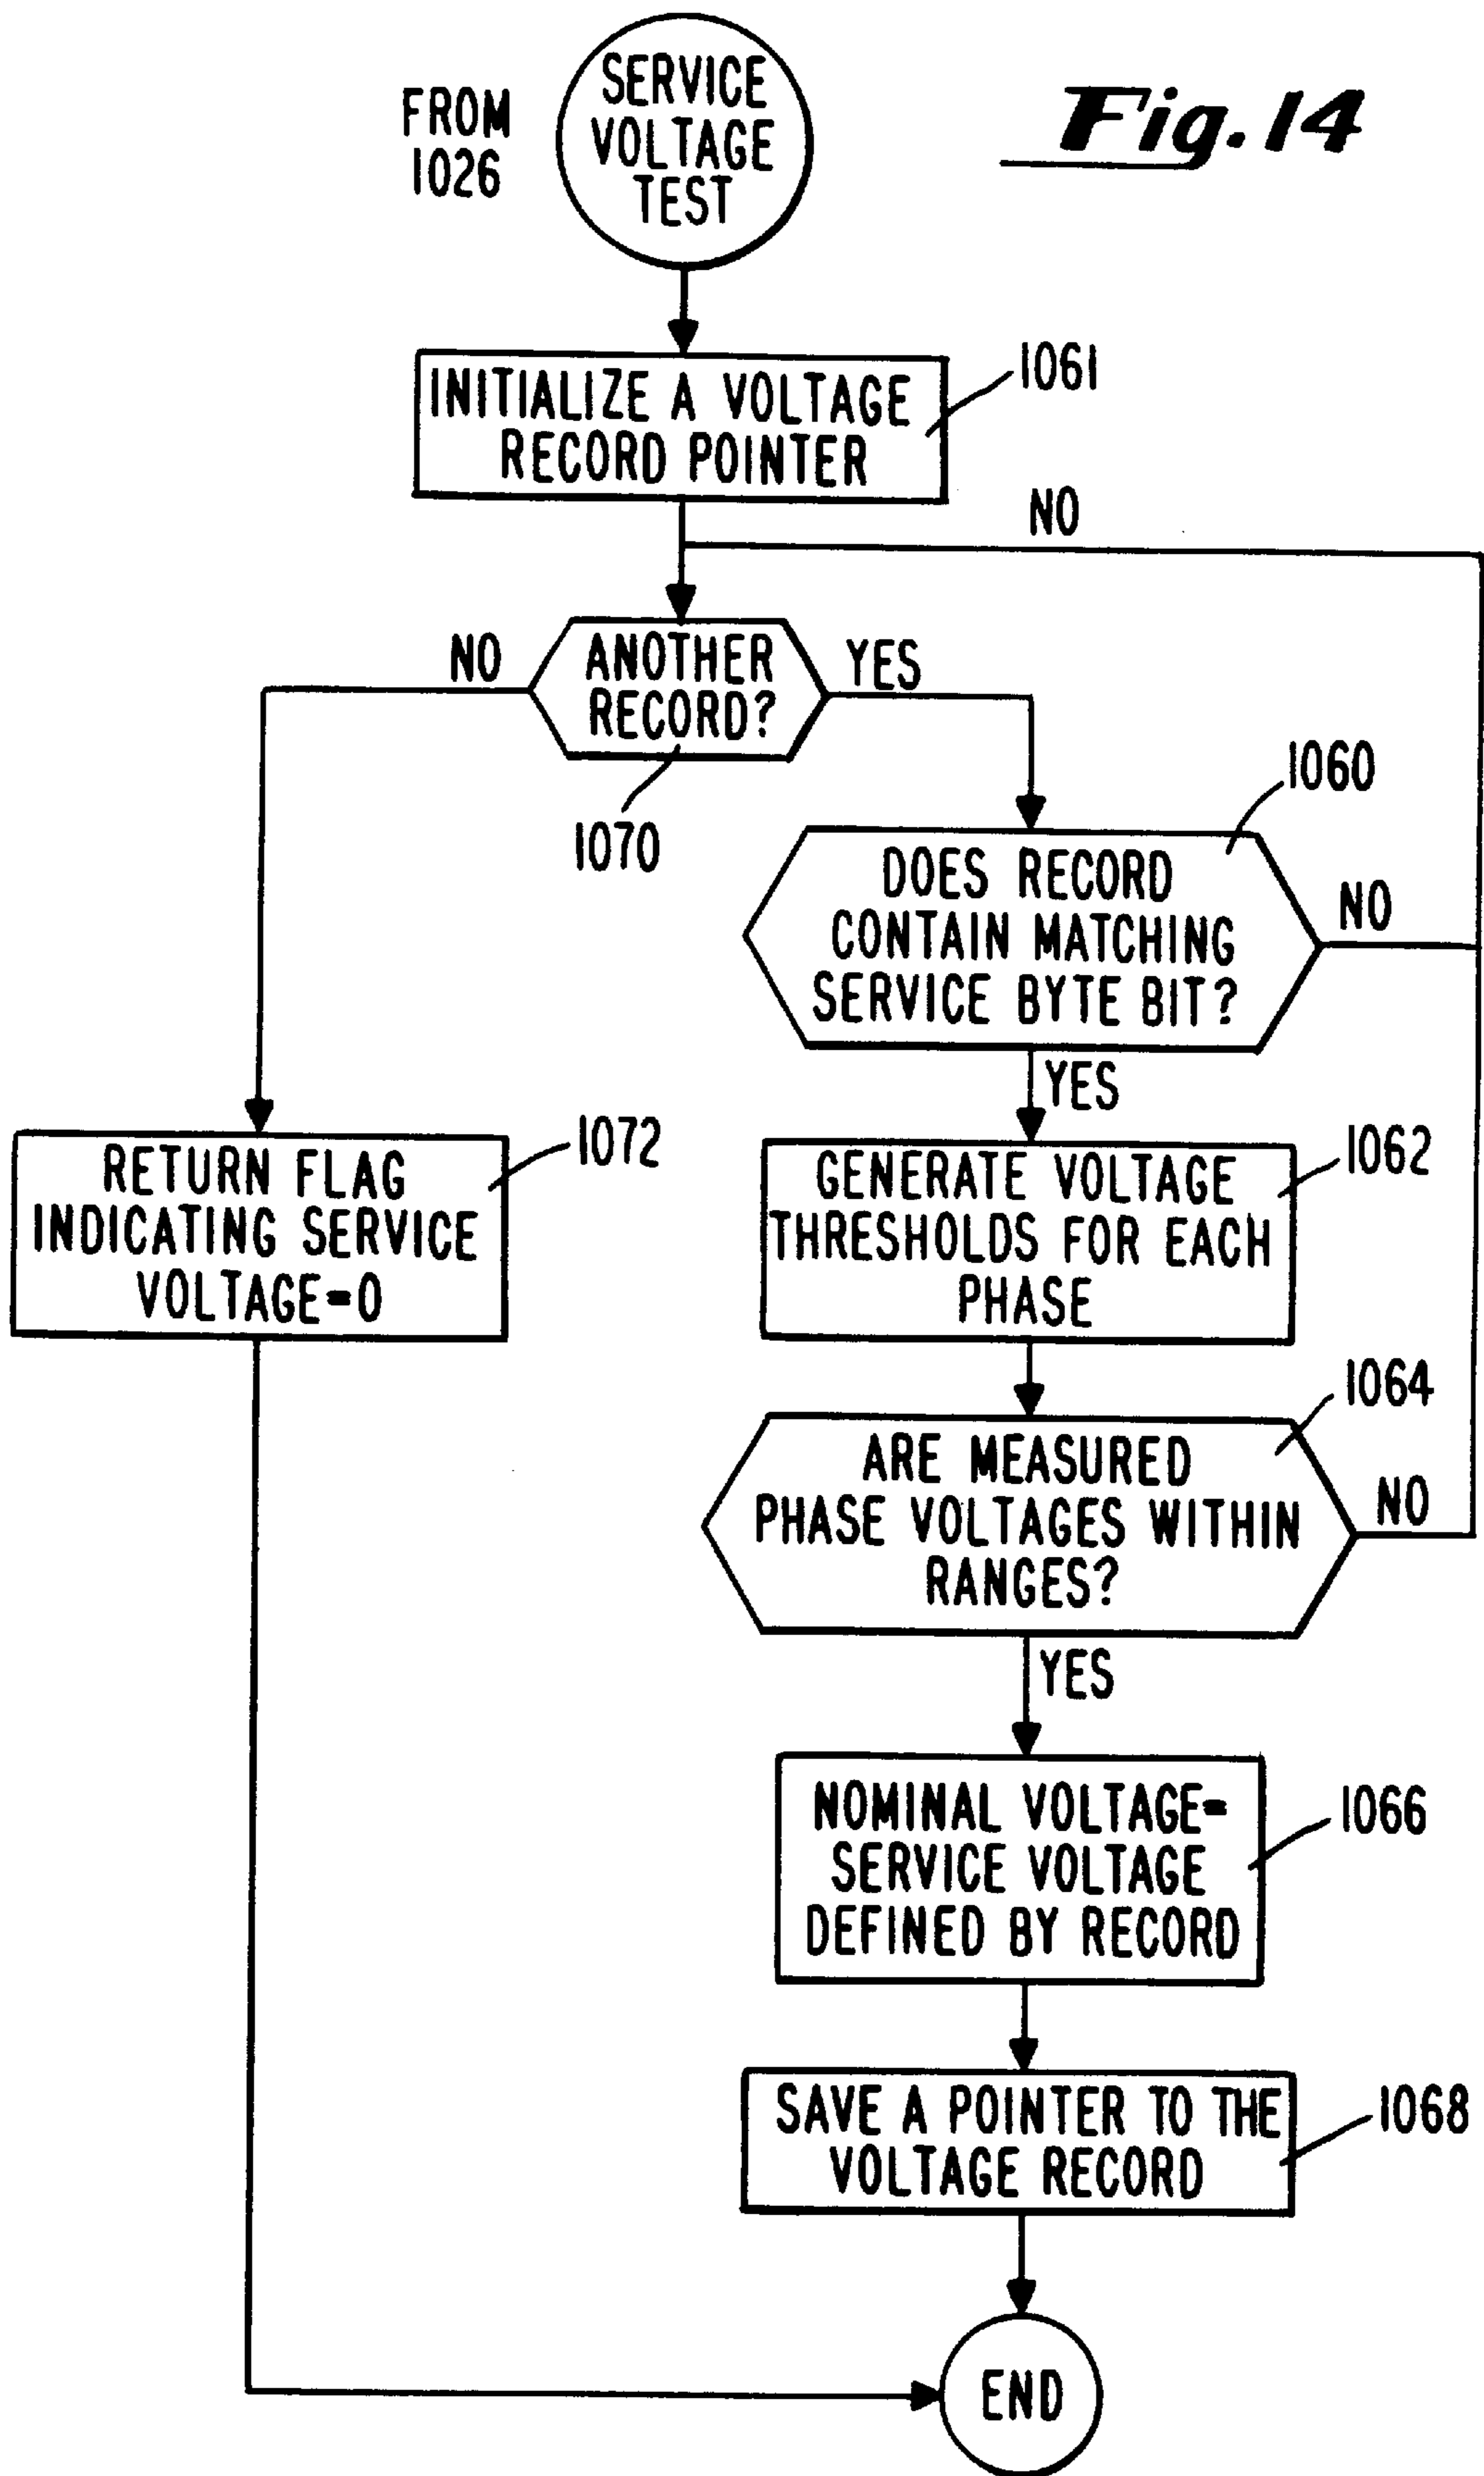 FROM
1026
SERVICE
VOLTAGE
TEST
Fig. 14
INITIALIZE A VOLTAGE
RECORD POINTER
1061
NO
NO
ANOTHER
RECORD?
YES
1070
1060
DOES RECORD
CONTAIN MATCHING
SERVICE BYTE BIT?
NO
YES
RETURN FLAG
INDICATING SERVICE
VOLTAGE=0
1072
GENERATE VOLTAGE
THRESHOLDS FOR EACH
PHASE
1062
1064
ARE MEASURED
PHASE VOLTAGES WITHIN
RANGES?
NO
YES
NOMINAL VOLTAGE=
SERVICE VOLTAGE
DEFINED BY RECORD
1066
SAVE A POINTER TO THE
VOLTAGE RECORD
1068
END